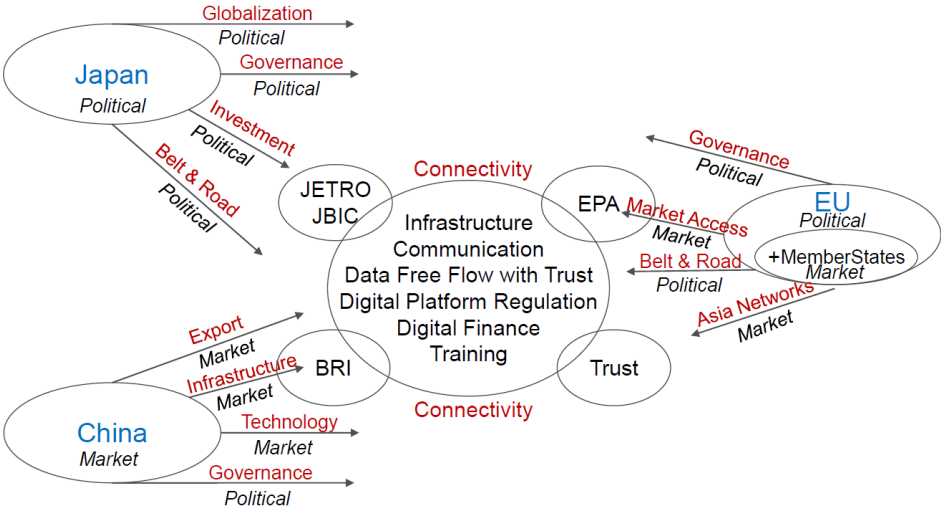 Globalization
Political
Japan
Political
Governance
Political
Investment
Political
Belt & Road
Political
JETRO
JBIC
Connectivity
Infrastructure
Communication
Data Free Flow with Trust
Digital Platform Regulation
Digital Finance
Training
Connectivity
EPA
Governance
Political
EU
Political
+MemberStates
Market
Market Access
Market
Belt & Road
Political
Asia Networks
Market
Export
Market
Infrastructure
Market
BRI
Trust
China
Market
Technology
Market
Governance
Political